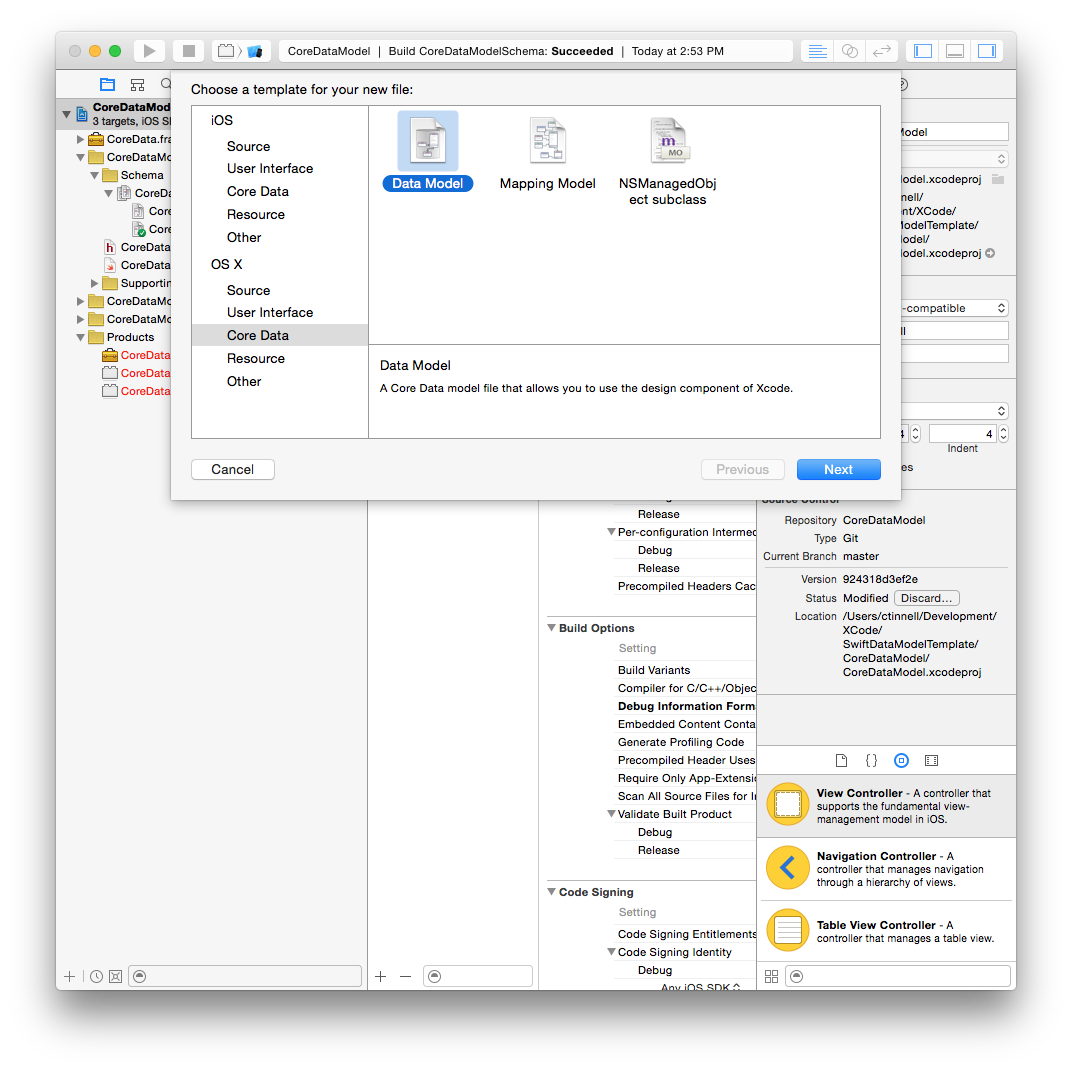 CoreDataModel | Build CoreDataModelSchema: Succeeded | Today at 2:53 PM
Choose a template for your new file:
iOS
Source
User Interface
Core Data
Resource
Other
OS X
Source
User Interface
Core Data
Resource
Other
Data Model
Mapping Model
NSManagedObj
ect subclass
m
MO
Data Model
A Core Data model file that allows you to use the design component of Xcode.
Cancel
Previous
Next
CoreDataMod
3 targets, iOS S
CoreData.fra
CoreDataMo
Schema
CoreDa
Core
Core
h
CoreData
CoreData
Supportin
CoreDataMo
CoreDataMo
Products
CoreData
CoreData
CoreData
Release
Per-configuration Intermed
Debug
Release
Precompiled Headers Cac
Build Options
Setting
Build Variants
Compiler for C/C++/Objec
Debug Information Forma
Embedded Content Conta
Generate Profiling Code
Precompiled Header Uses
Require Only App-Extensio
Scan All Source Files for I
Validate Built Product
Debug
Release
Code Signing
Setting
Code Signing Entitlements
Code Signing Identity
Debug
Any iOS SDK
Model
odel.xcodeproj
nell/
ent/XCode/
ModelTemplate/
Model/
odel.xcodeproj
-compatible
ll
4
4
Indent
es
Source Control
Repository CoreDataModel
Type Git
Current Branch master
Version 924318d3ef2e
Status Modified Discard...
Location /Users/ctinnell/Development/
XCode/
SwiftDataModelTemplate/
CoreDataModel/
CoreDataModel.xcodeproj
{}
View Controller - A controller that
supports the fundamental view-
management model in iOS.
Navigation Controller - A
controller that manages navigation
through a hierarchy of views.
Table View Controller - A
controller that manages a table view.